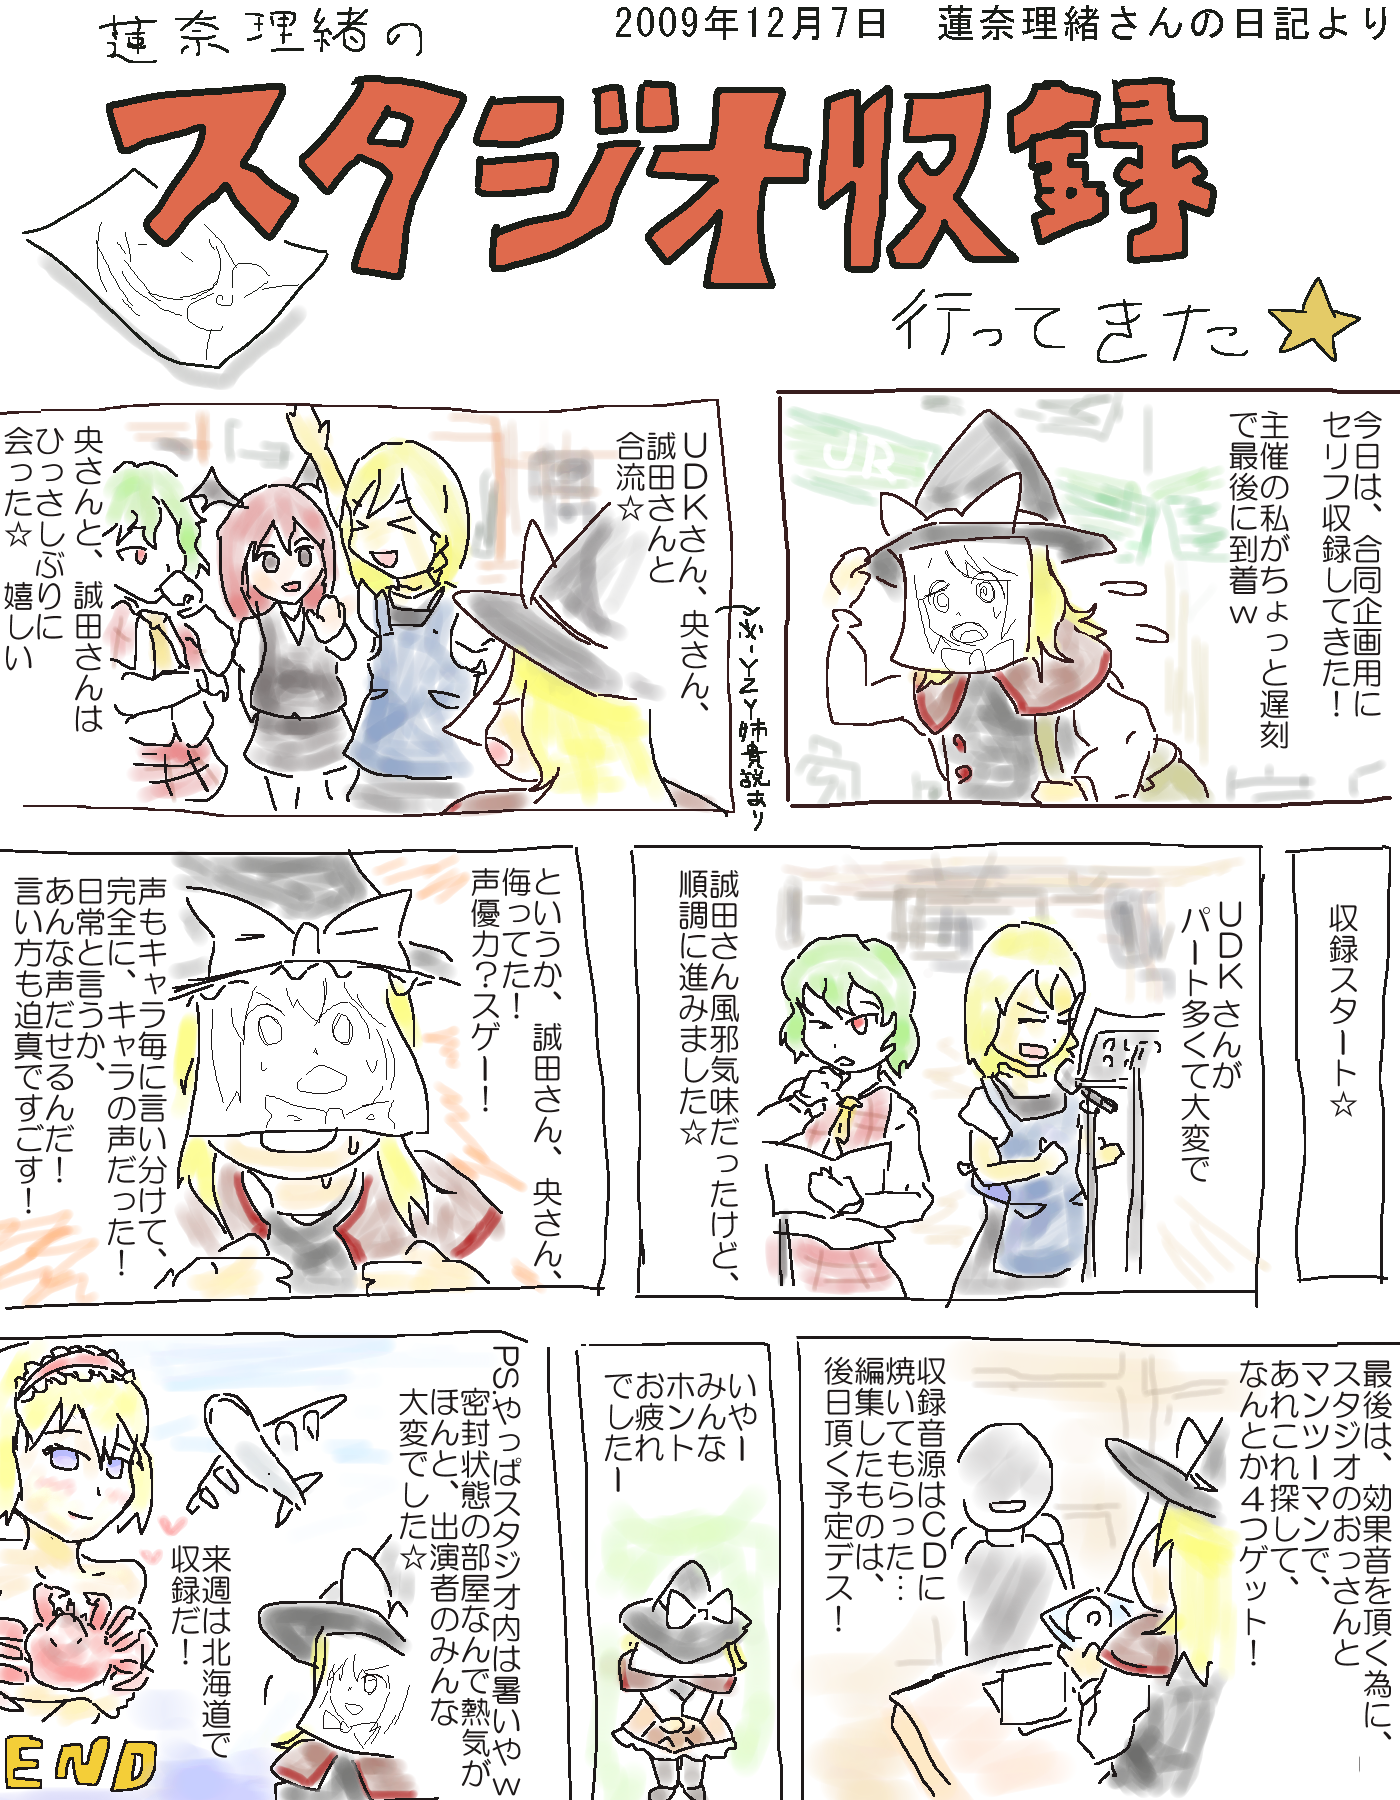 2009年12月7日　蓮奈理緒さんの日記より
蓮奈理緒の
スタジオ収録
行ってきた
今日は、合同企画用に
セリフ収録してきた！
主催の私がちょっと遅刻
で最後に到着ｗ
JR
ＵＤＫさん、央さん、
誠田さんと
合流☆
央さんと、誠田さんは
ひっさしぶりに
会った☆　嬉しい
姉貴説あり
収録スタート☆
ＵＤＫさんが
パート多くて大変で
誠田さん風邪気味だったけど、
順調に進みました☆
というか、誠田さん、央さん、
侮ってた！
声優力？スゲー！
声もキャラ毎に言い分けて、
完全に、キャラの声だった！
日常と言うか、
あんな声だせるんだ！
言い方も迫真ですごす！
最後は、効果音を頂く為に、
スタジオのおっさんと
マンツーマンで、
あれこれ探して、
なんとか４つゲット！
収録音源はＣＤに
焼いてもらった…
編集したものは、
後日頂く予定デス！
いやー
みんな
ホント
お疲れ
でしたー
PS.やっぱスタジオ内は暑いやｗ
密封状態の部屋なんで熱気が
ほんと、出演者のみんな
大変でした☆
来週は北海道で
収録だ！
END